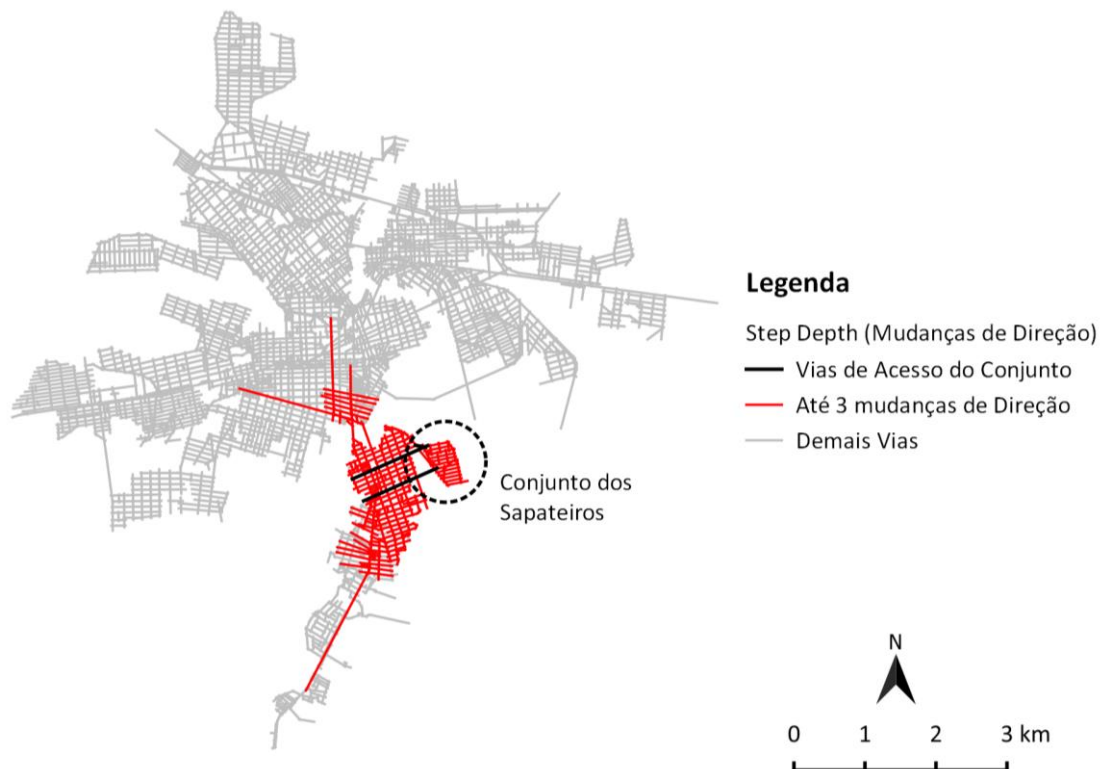 Legenda
Step Depth (Mudanças de Direção)
Vias de Acesso do Conjunto
Até 3 mudanças de Direção
Demais Vias
Conjunto dos
Sapateiros
N
0 1 2 3 km